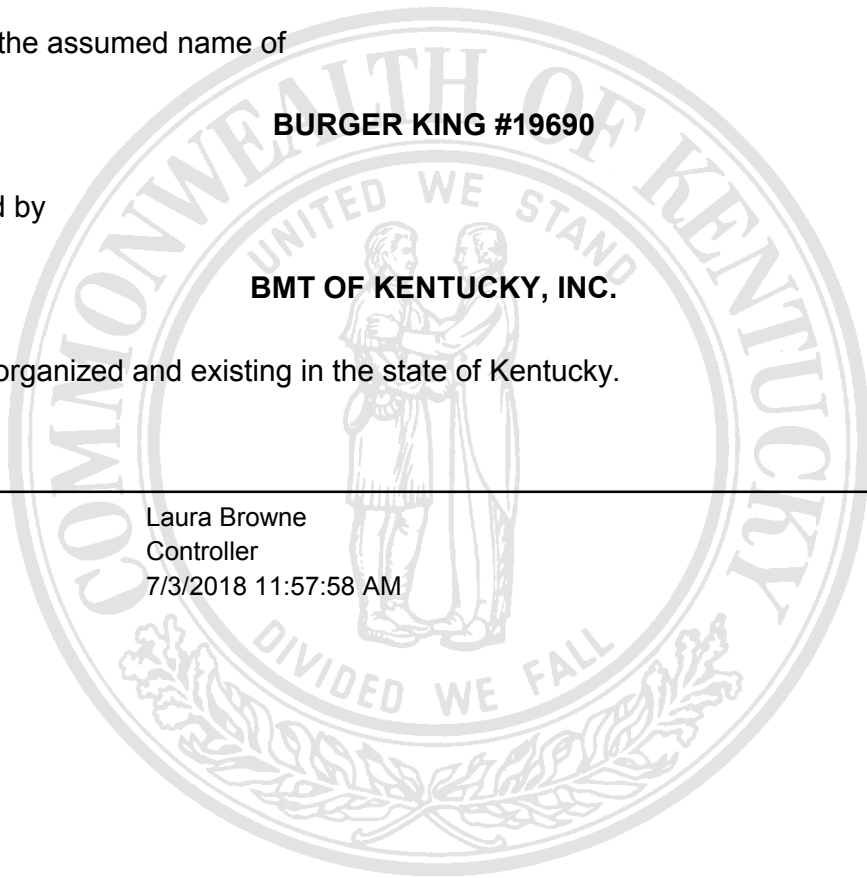 the assumed name of
BURGER KING #19690
d by
BMT OF KENTUCKY, INC.
organized and existing in the state of Kentucky.
Laura Browne
Controller
7/3/2018 11:57:58 AM
COMMONWEALTH OF KENTUCKY
UNITED WE STAND
DIVIDED WE FALL